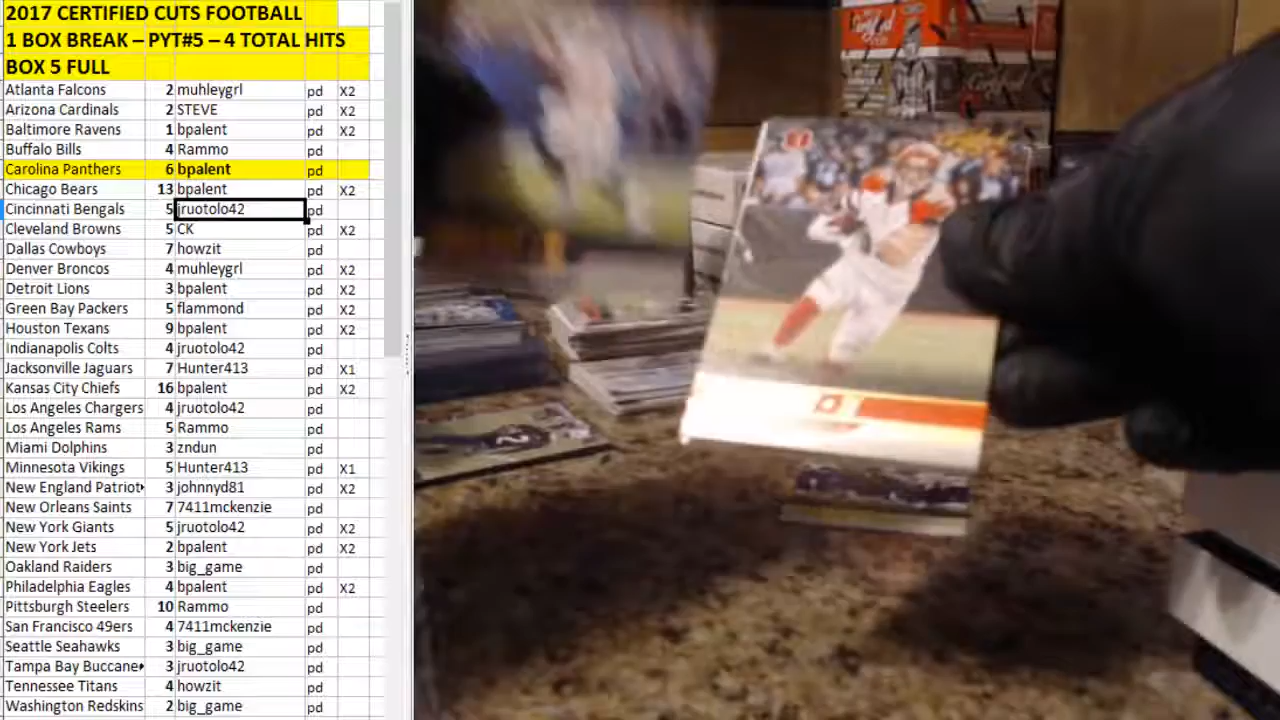 2017 CERTIFIED CUTS FOOTBALL
1 BOX BREAK – PYT#5 – 4 TOTAL HITS
BOX 5 FULL
Atlanta Falcons 2 muhleygrl pd X2
Arizona Cardinals 2 STEVE pd X2
Baltimore Ravens 1 bpalent pd X2
Buffalo Bills 4 Rammo pd
Carolina Panthers 6 bpalent pd
Chicago Bears 13 bpalent pd X2
Cincinnati Bengals 5 jruotolo42 pd
Cleveland Browns 5 CK pd X2
Dallas Cowboys 7 howzit pd
Denver Broncos 4 muhleygrl pd X2
Detroit Lions 3 bpalent pd X2
Green Bay Packers 5 flammond pd X2
Houston Texans 9 bpalent pd X2
Indianapolis Colts 4 jruotolo42 pd
Jacksonville Jaguars 7 Hunter413 pd X1
Kansas City Chiefs 16 bpalent pd X2
Los Angeles Chargers 4 jruotolo42 pd
Los Angeles Rams 5 Rammo pd
Miami Dolphins 3 zndun pd
Minnesota Vikings 5 Hunter413 pd X1
New England Patriot 3 johnnyd81 pd X2
New Orleans Saints 7 7411mckenzie pd
New York Giants 5 jruotolo42 pd X2
New York Jets 2 bpalent pd X2
Oakland Raiders 3 big_game pd
Philadelphia Eagles 4 bpalent pd X2
Pittsburgh Steelers 10 Rammo pd
San Francisco 49ers 4 7411mckenzie pd
Seattle Seahawks 3 big_game pd
Tampa Bay Buccane 3 jruotolo42 pd
Tennessee Titans 4 howzit pd
Washington Redskins 2 big_game pd